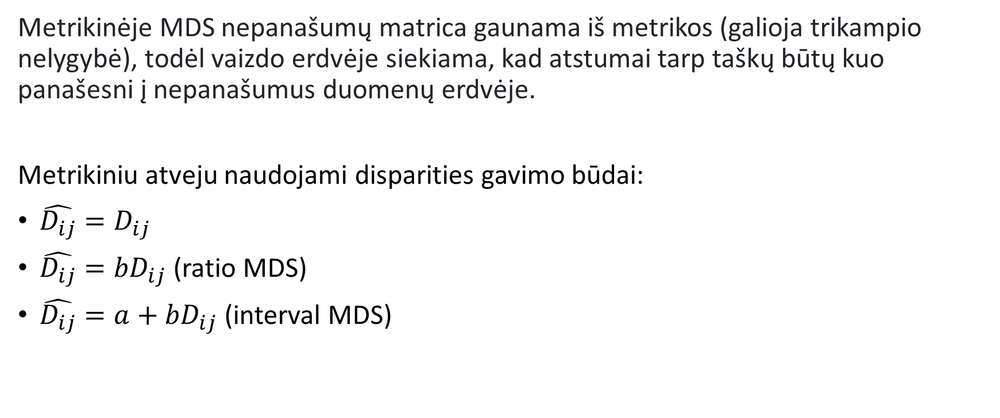 Metrikinėje MDS nepanašumų matrica gaunama iš metrikos (galioja trikampio
nelygybė), todėl vaizdo erdvėje siekiama, kad atstumai tarp taškų būtų kuo
panašesni į nepanašumus duomenų erdvėje.
Metrikiniu atveju naudojami disparities gavimo būdai:
• $\widehat{D_{ij}} = D_{ij}$
• $\widehat{D_{ij}} = bD_{ij}$ (ratio MDS)
• $\widehat{D_{ij}} = a + bD_{ij}$ (interval MDS)